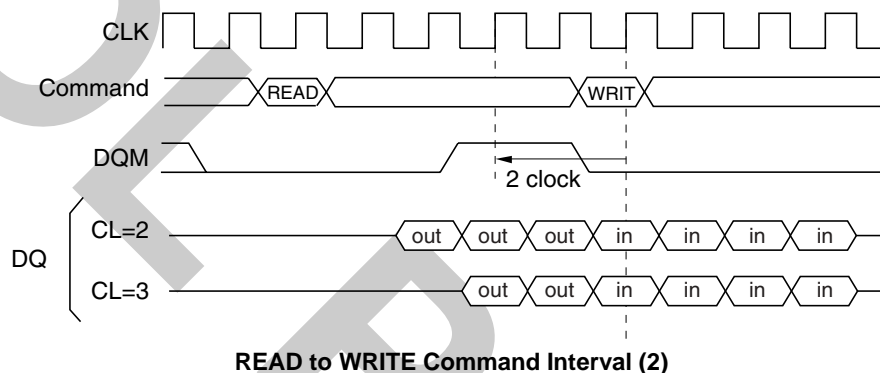 CLK
Command READ WRIT
DQM
2 clock
CL=2 out out out in in in in
DQ
CL=3 out out in in in in
READ to WRITE Command Interval (2)